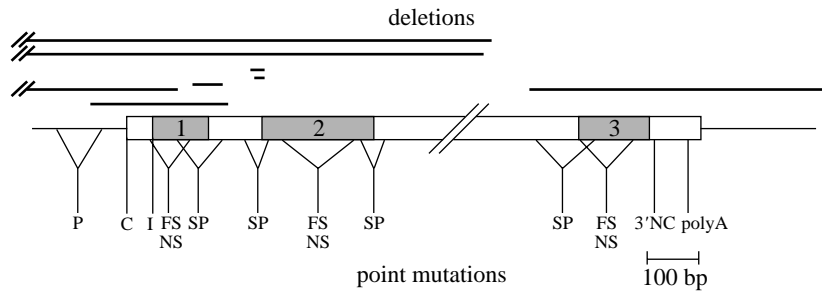 deletions
1 2 3
P C I FS SP SP FS SP SP FS 3′NC polyA
NS NS NS
100 bp
point mutations